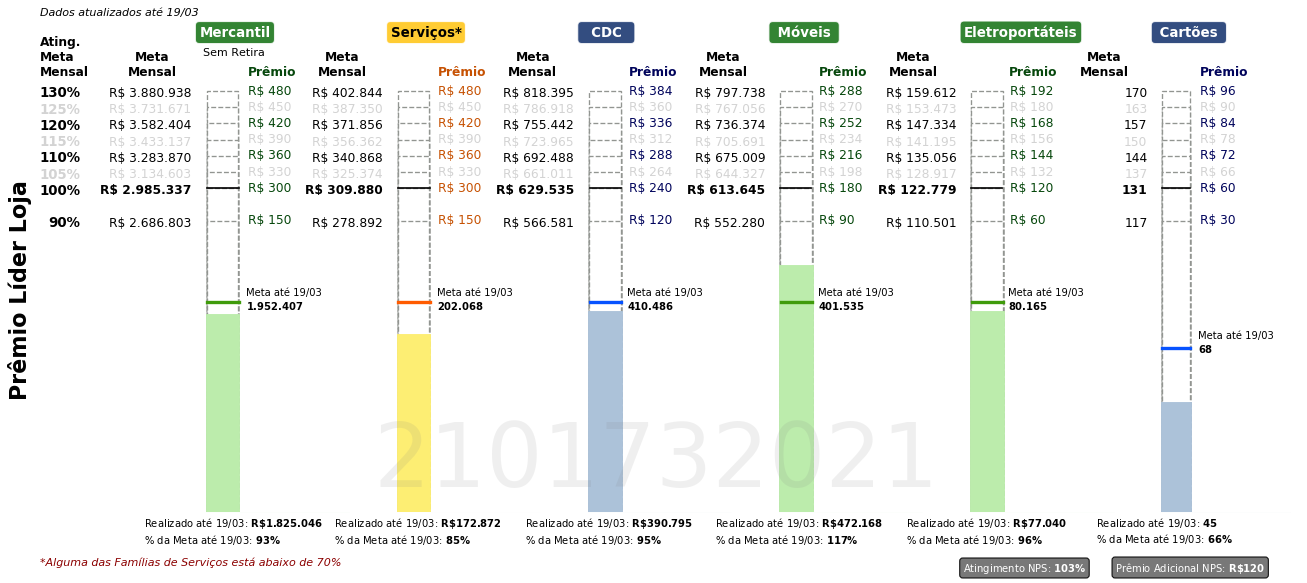 Dados atualizados até 19/03
Mercantil Serviços* CDC Móveis Eletroportáteis Cartões
Sem Retira
Ating. Meta Mensal Meta Mensal Prêmio Meta Mensal Prêmio Meta Mensal Prêmio Meta Mensal Prêmio Meta Mensal Prêmio Meta Mensal Prêmio
130% R$ 3.880.938 R$ 480 R$ 402.844 R$ 480 R$ 818.395 R$ 384 R$ 797.738 R$ 288 R$ 159.612 R$ 192 170 R$ 96
125% R$ 3.731.671 R$ 450 R$ 387.350 R$ 450 R$ 786.918 R$ 360 R$ 767.056 R$ 270 R$ 153.473 R$ 180 163 R$ 90
120% R$ 3.582.404 R$ 420 R$ 371.856 R$ 420 R$ 755.442 R$ 336 R$ 736.374 R$ 252 R$ 147.334 R$ 168 157 R$ 84
115% R$ 3.433.137 R$ 390 R$ 356.362 R$ 390 R$ 723.965 R$ 312 R$ 705.691 R$ 234 R$ 141.195 R$ 156 150 R$ 78
110% R$ 3.283.870 R$ 360 R$ 340.868 R$ 360 R$ 692.488 R$ 288 R$ 675.009 R$ 216 R$ 135.056 R$ 144 144 R$ 72
105% R$ 3.134.603 R$ 330 R$ 325.374 R$ 330 R$ 661.011 R$ 264 R$ 644.327 R$ 198 R$ 128.917 R$ 132 137 R$ 66
100% R$ 2.985.337 R$ 300 R$ 309.880 R$ 300 R$ 629.535 R$ 240 R$ 613.645 R$ 180 R$ 122.779 R$ 120 131 R$ 60
90% R$ 2.686.803 R$ 150 R$ 278.892 R$ 150 R$ 566.581 R$ 120 R$ 552.280 R$ 90 R$ 110.501 R$ 60 117 R$ 30
Prêmio Líder Loja
Meta até 19/03 Meta até 19/03 Meta até 19/03 Meta até 19/03 Meta até 19/03
1.952.407 202.068 410.486 401.535 80.165
Meta até 19/03
68
2101732021
Realizado até 19/03: R$1.825.046 Realizado até 19/03: R$172.872 Realizado até 19/03: R$390.795 Realizado até 19/03: R$472.168 Realizado até 19/03: R$77.040 Realizado até 19/03: 45
% da Meta até 19/03: 93% % da Meta até 19/03: 85% % da Meta até 19/03: 95% % da Meta até 19/03: 117% % da Meta até 19/03: 96% % da Meta até 19/03: 66%
*Alguma das Famílias de Serviços está abaixo de 70%
Atingimento NPS: 103% Prêmio Adicional NPS: R$120